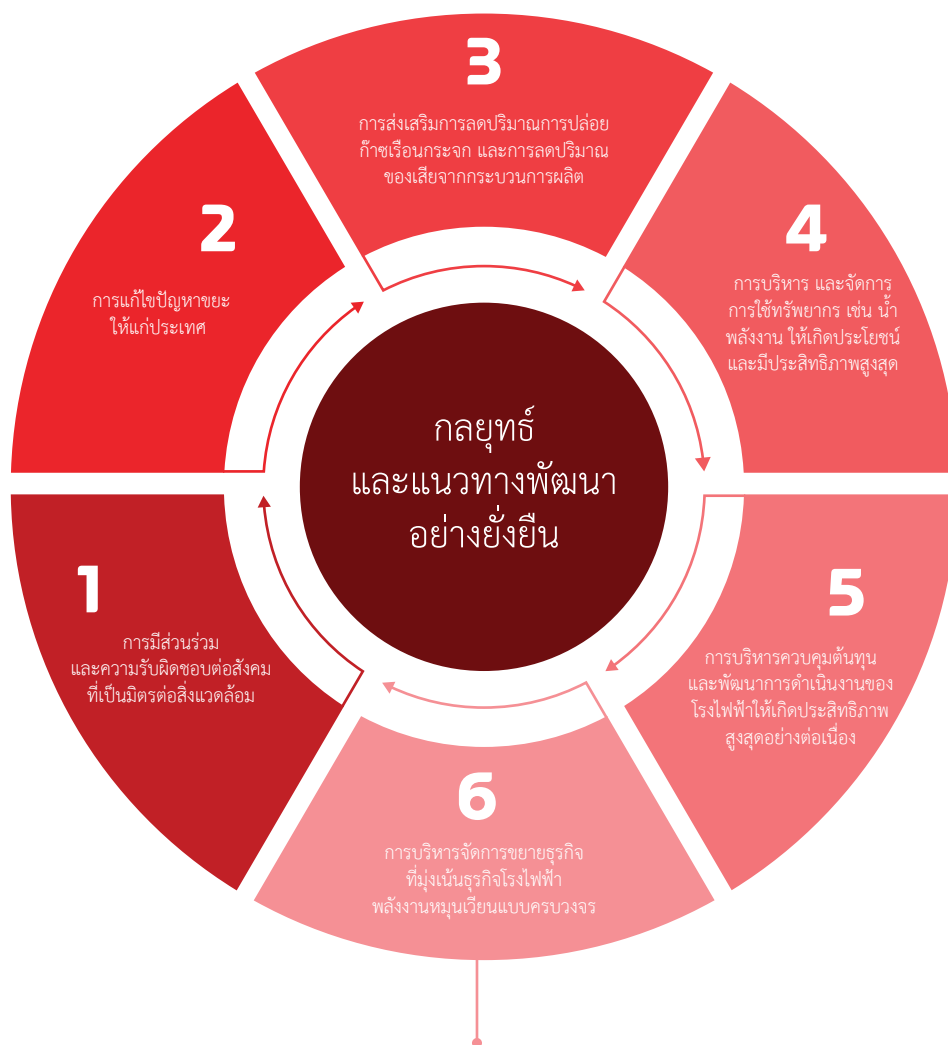 กลยุทธ์
และแนวทางพัฒนา
อย่างยั่งยืน
1
การมีส่วนร่วม
และความรับผิดชอบต่อสังคม
ที่เป็นมิตรต่อสิ่งแวดล้อม
2
การแก้ไขปัญหาขยะ
ให้แก่ประเทศ
3
การส่งเสริมการลดปริมาณการปล่อย
ก๊าซเรือนกระจก และการลดปริมาณ
ของเสียจากกระบวนการผลิต
4
การบริหาร และจัดการ
การใช้ทรัพยากร เช่น น้ำ
พลังงาน ให้เกิดประโยชน์
และมีประสิทธิภาพสูงสุด
5
การบริหารควบคุมต้นทุน
และพัฒนาการดำเนินงานของ
โรงไฟฟ้าให้เกิดประสิทธิภาพ
สูงสุดอย่างต่อเนื่อง
6
การบริหารจัดการขยายธุรกิจ
ที่มุ่งเน้นธุรกิจโรงไฟฟ้า
พลังงานหมุนเวียนแบบครบวงจร